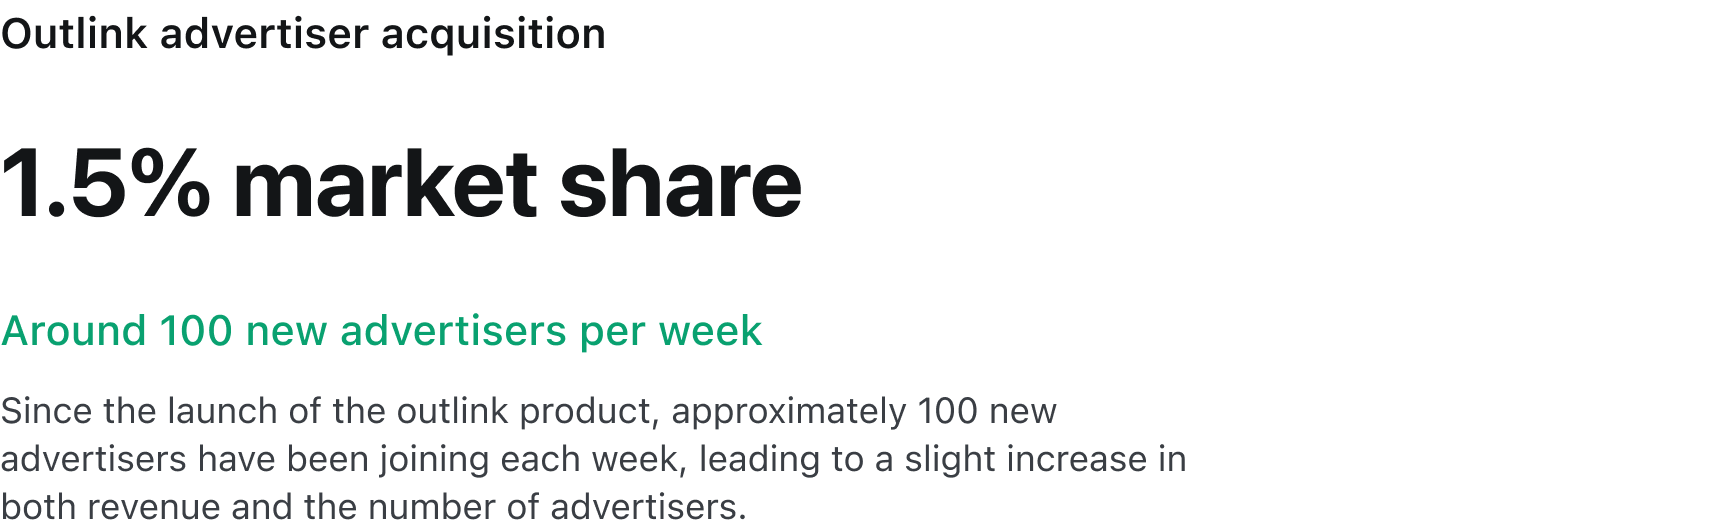 Outlink advertiser acquisition
1.5% market share
Around 100 new advertisers per week
Since the launch of the outlink product, approximately 100 new
advertisers have been joining each week, leading to a slight increase in
both revenue and the number of advertisers.